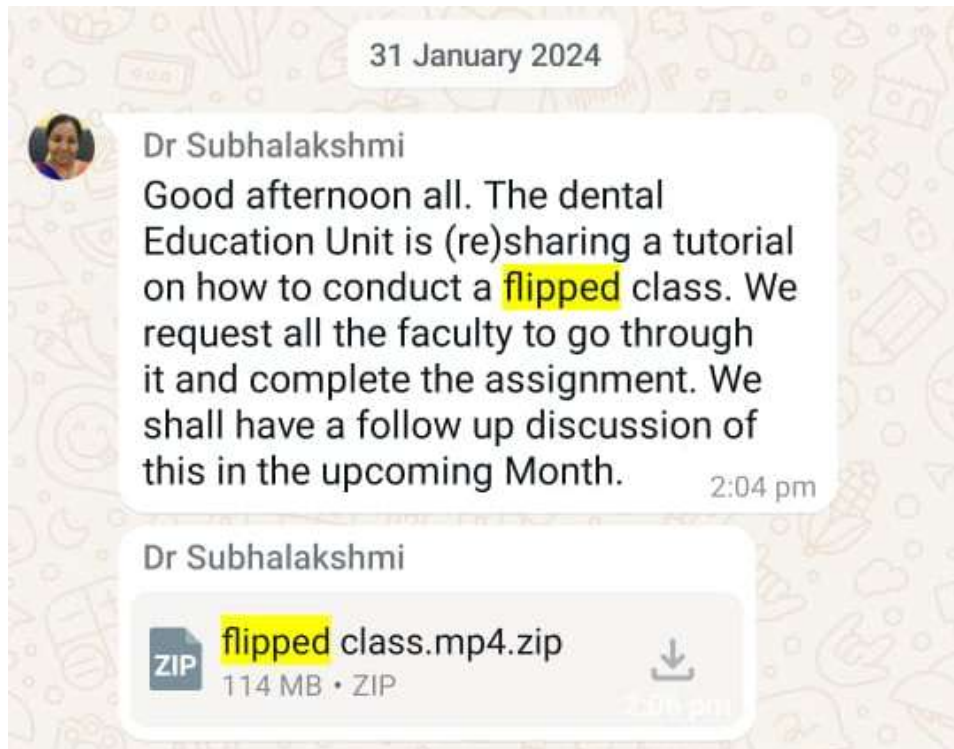 31 January 2024
Dr Subhalakshmi
Good afternoon all. The dental
Education Unit is (re)sharing a tutorial
on how to conduct a flipped class. We
request all the faculty to go through
it and complete the assignment. We
shall have a follow up discussion of
this in the upcoming Month.
2:04 pm
Dr Subhalakshmi
flipped class.mp4.zip
ZIP
114 MB • ZIP
2:06 pm